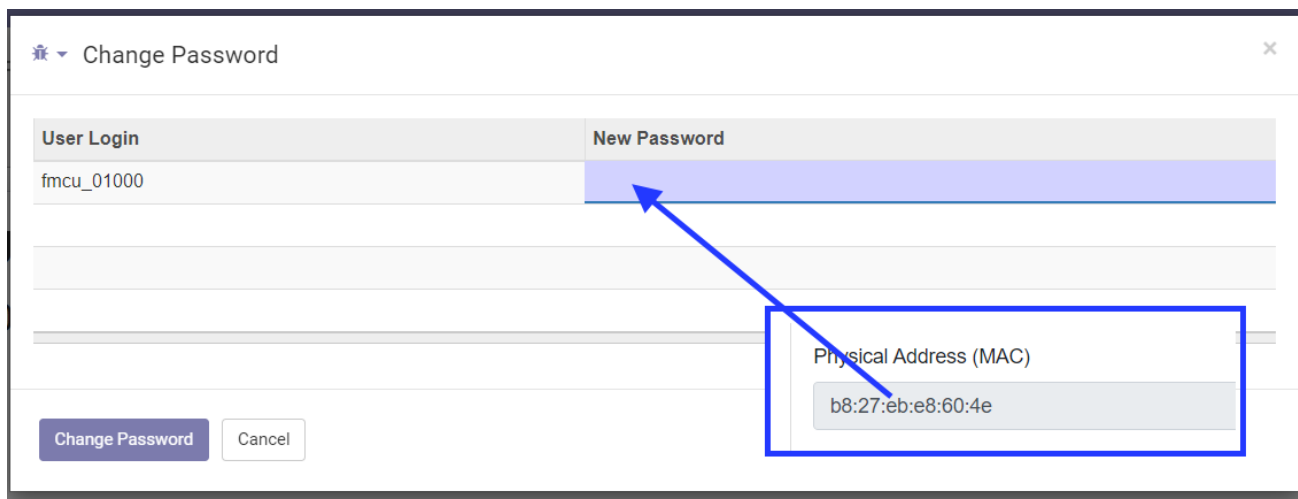 Change Password
User Login New Password
fmcu_01000
Physical Address (MAC)
b8:27:eb:e8:60:4e
Change Password Cancel